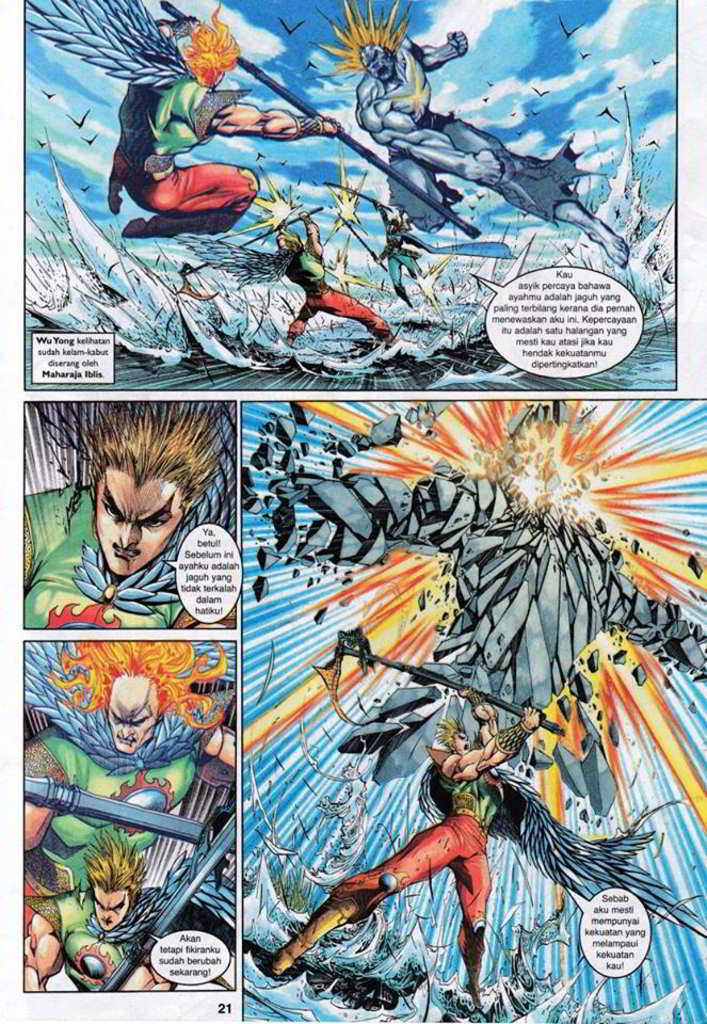 Kau
asyik percaya bahawa
ayahmu adalah jaguh yang
paling terbilang kerana dia pernah
menewaskan aku ini. Kepercayaan
itu adalah satu halangan yang
mesti kau atasi jika kau
hendak kekuatanmu
dipertingkatkan!
Wu Yong kelihatan
sudah kelam-kabut
diserang oleh
Maharaja Iblis.
Ya,
betul!
Sebelum ini
ayahku adalah
jaguh yang
tidak terkalah
dalam
hatiku!
Akan
tetapi fikiranku
sudah berubah
sekarang!
Sebab
aku mesti
mempunyai
kekuatan yang
melampaui
kekuatan
kau!
21